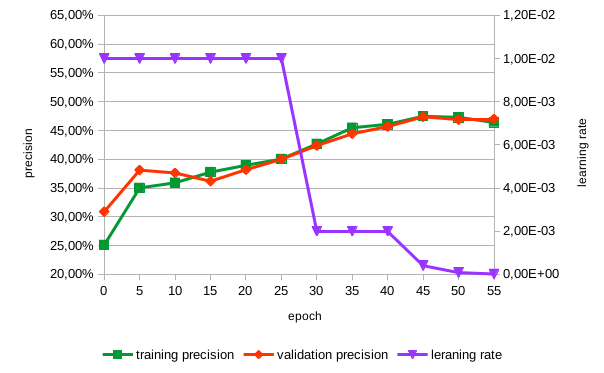 65,00% 1,20E-02
60,00% 1,00E-02
55,00%
50,00% 8,00E-03
45,00% 6,00E-03
40,00%
35,00% 4,00E-03
30,00%
25,00% 2,00E-03
20,00% 0,00E+00
precision
learning rate
0 5 10 15 20 25 30 35 40 45 50 55
epoch
training precision validation precision leraning rate